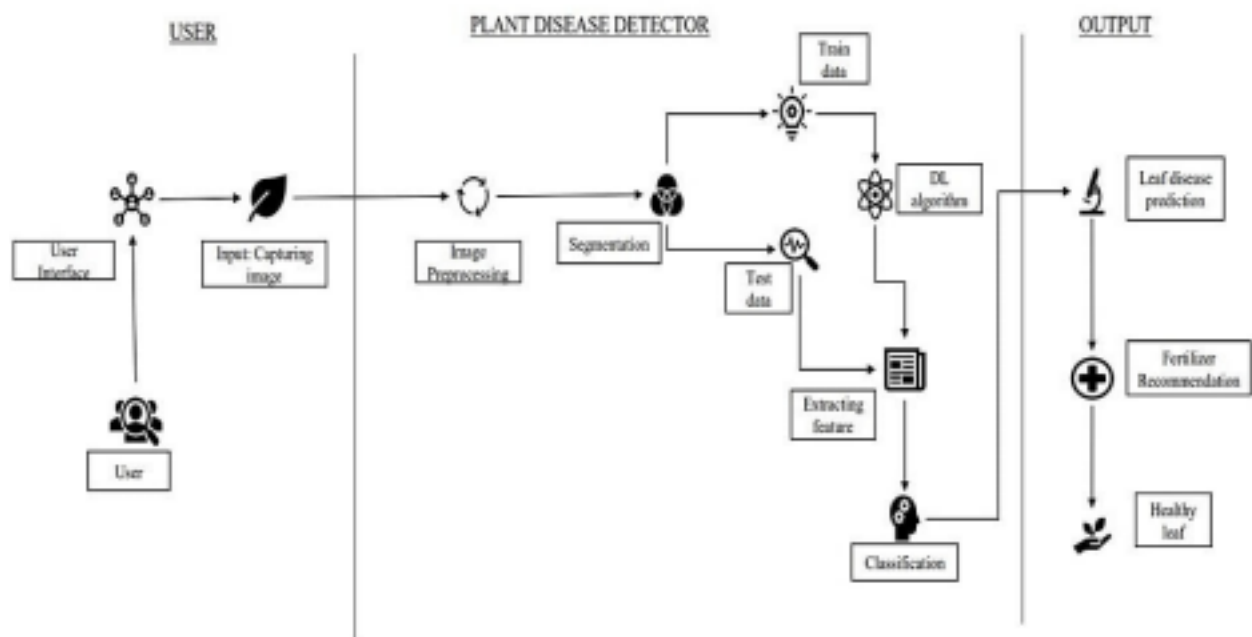 USER
PLANT DISEASE DETECTOR
OUTPUT
Train
data
User
Interface
Input: Capturing
image
Image
Preprocessing
Segmentation
Test
data
DL
algorithm
Extracting
feature
Classification
User
Leaf disease
prediction
Fertilizer
Recommendation
Healthy
leaf